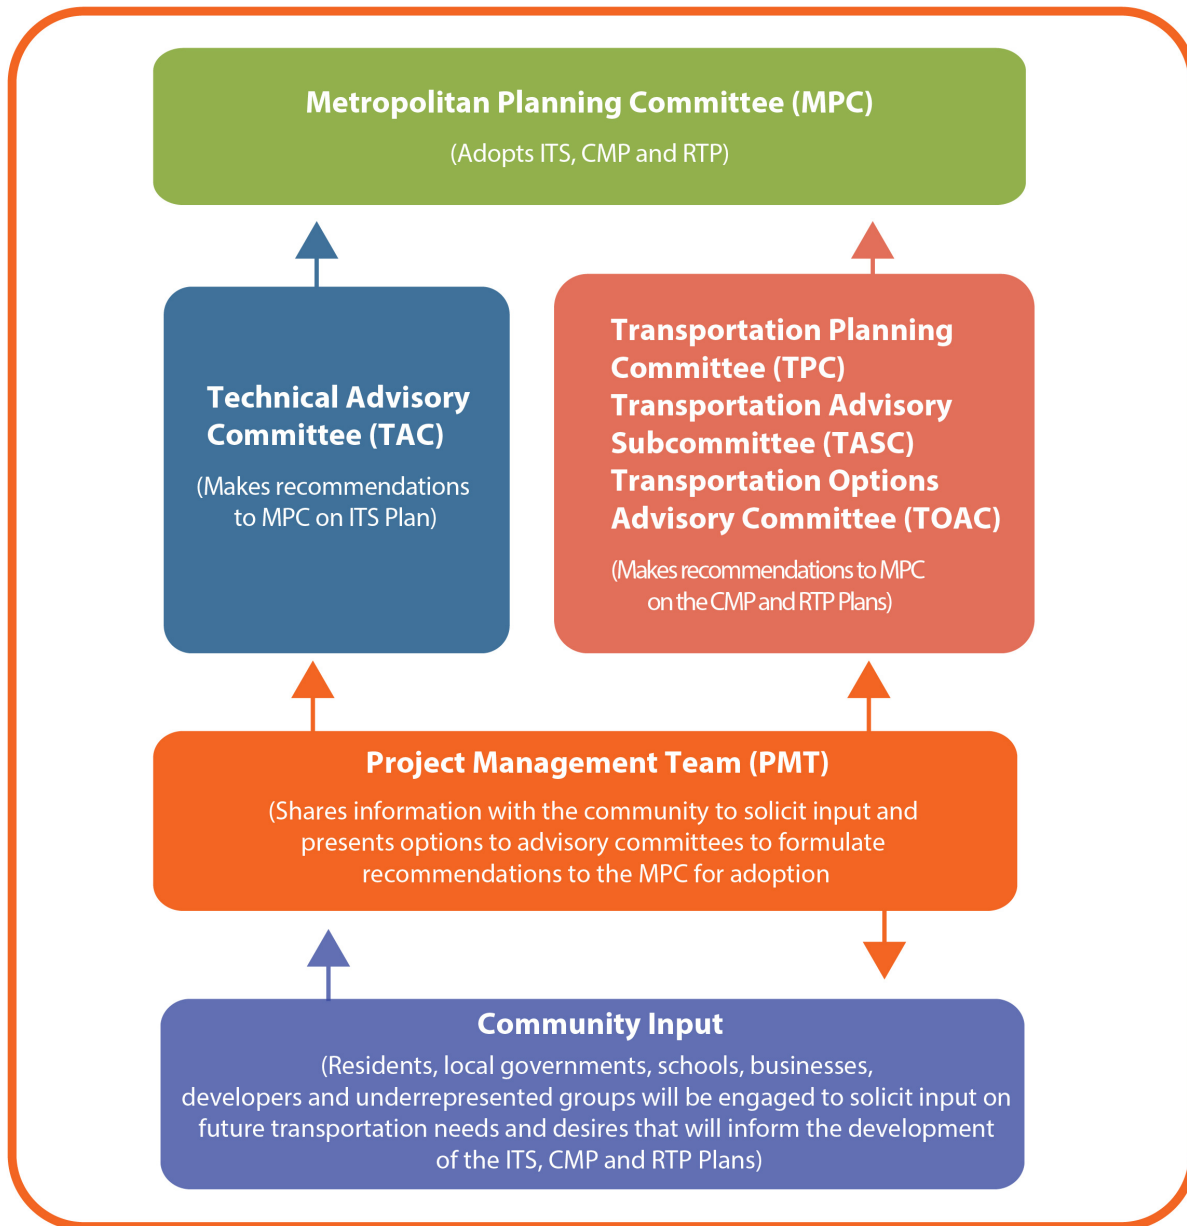 Metropolitan Planning Committee (MPC)
(Adopts ITS, CMP and RTP)
Technical Advisory
Committee (TAC)
(Makes recommendations
to MPC on ITS Plan)
Transportation Planning
Committee (TPC)
Transportation Advisory
Subcommittee (TASC)
Transportation Options
Advisory Committee (TOAC)
(Makes recommendations to MPC
on the CMP and RTP Plans)
Project Management Team (PMT)
(Shares information with the community to solicit input and
presents options to advisory committees to formulate
recommendations to the MPC for adoption
Community Input
(Residents, local governments, schools, businesses,
developers and underrepresented groups will be engaged to solicit input on
future transportation needs and desires that will inform the development
of the ITS, CMP and RTP Plans)